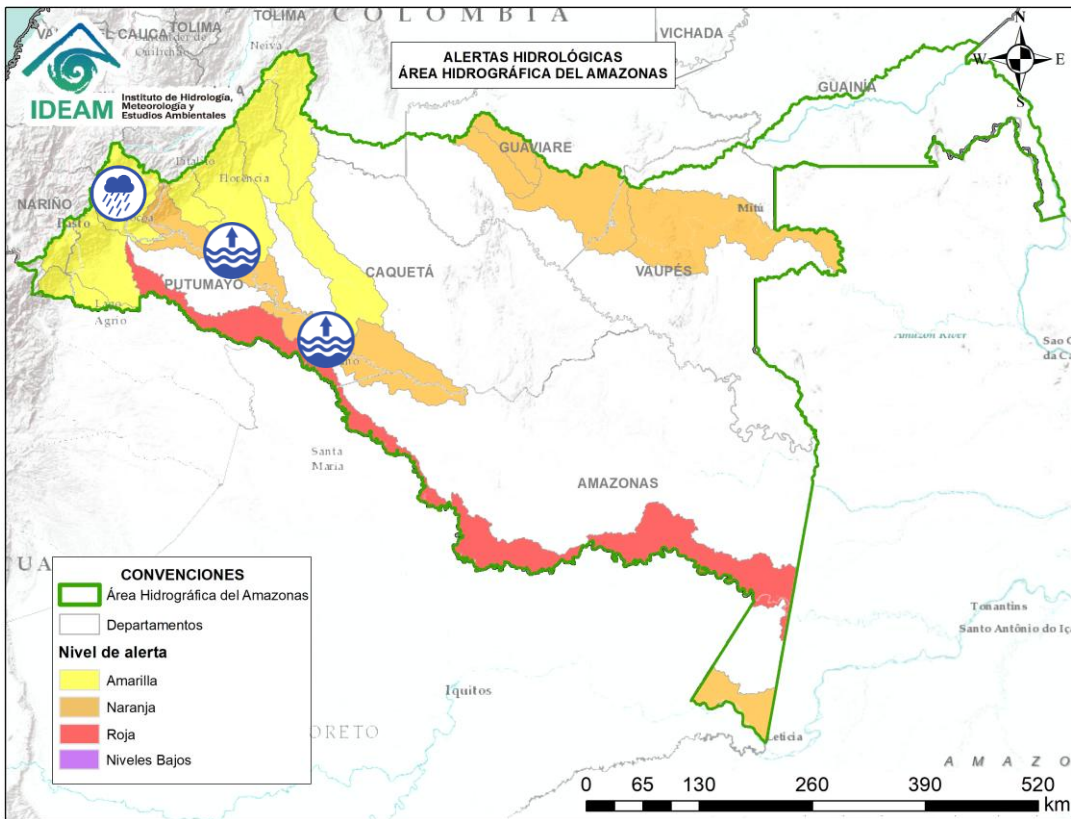 COLOMBIA
TOLIMA
TOLIMA
Neiva
VICHADA
IDEAM
Instituto de Hidrología,
Meteorología y
Estudios Ambientales
ALERTAS HIDROLÓGICAS
ÁREA HIDROGRÁFICA DEL AMAZONAS
N
W
E
S
GUAINÍA
GUAVIARE
Pitalito
Florencia
NARIÑO
Pasto
Mitú
CAQUETÁ
VAUPÉS
PUTUMAYO
Lago
Agrio
Amazon River
Santa
Maria
AMAZONAS
CONVENCIONES
Área Hidrográfica del Amazonas
Departamentos
Nivel de alerta
Amarilla
Naranja
Roja
Niveles Bajos
Tonantins
Santo Antônio do Iç
Iquitos
ORETO
Leticia
AMAZO
0 65 130 260 390 520
km